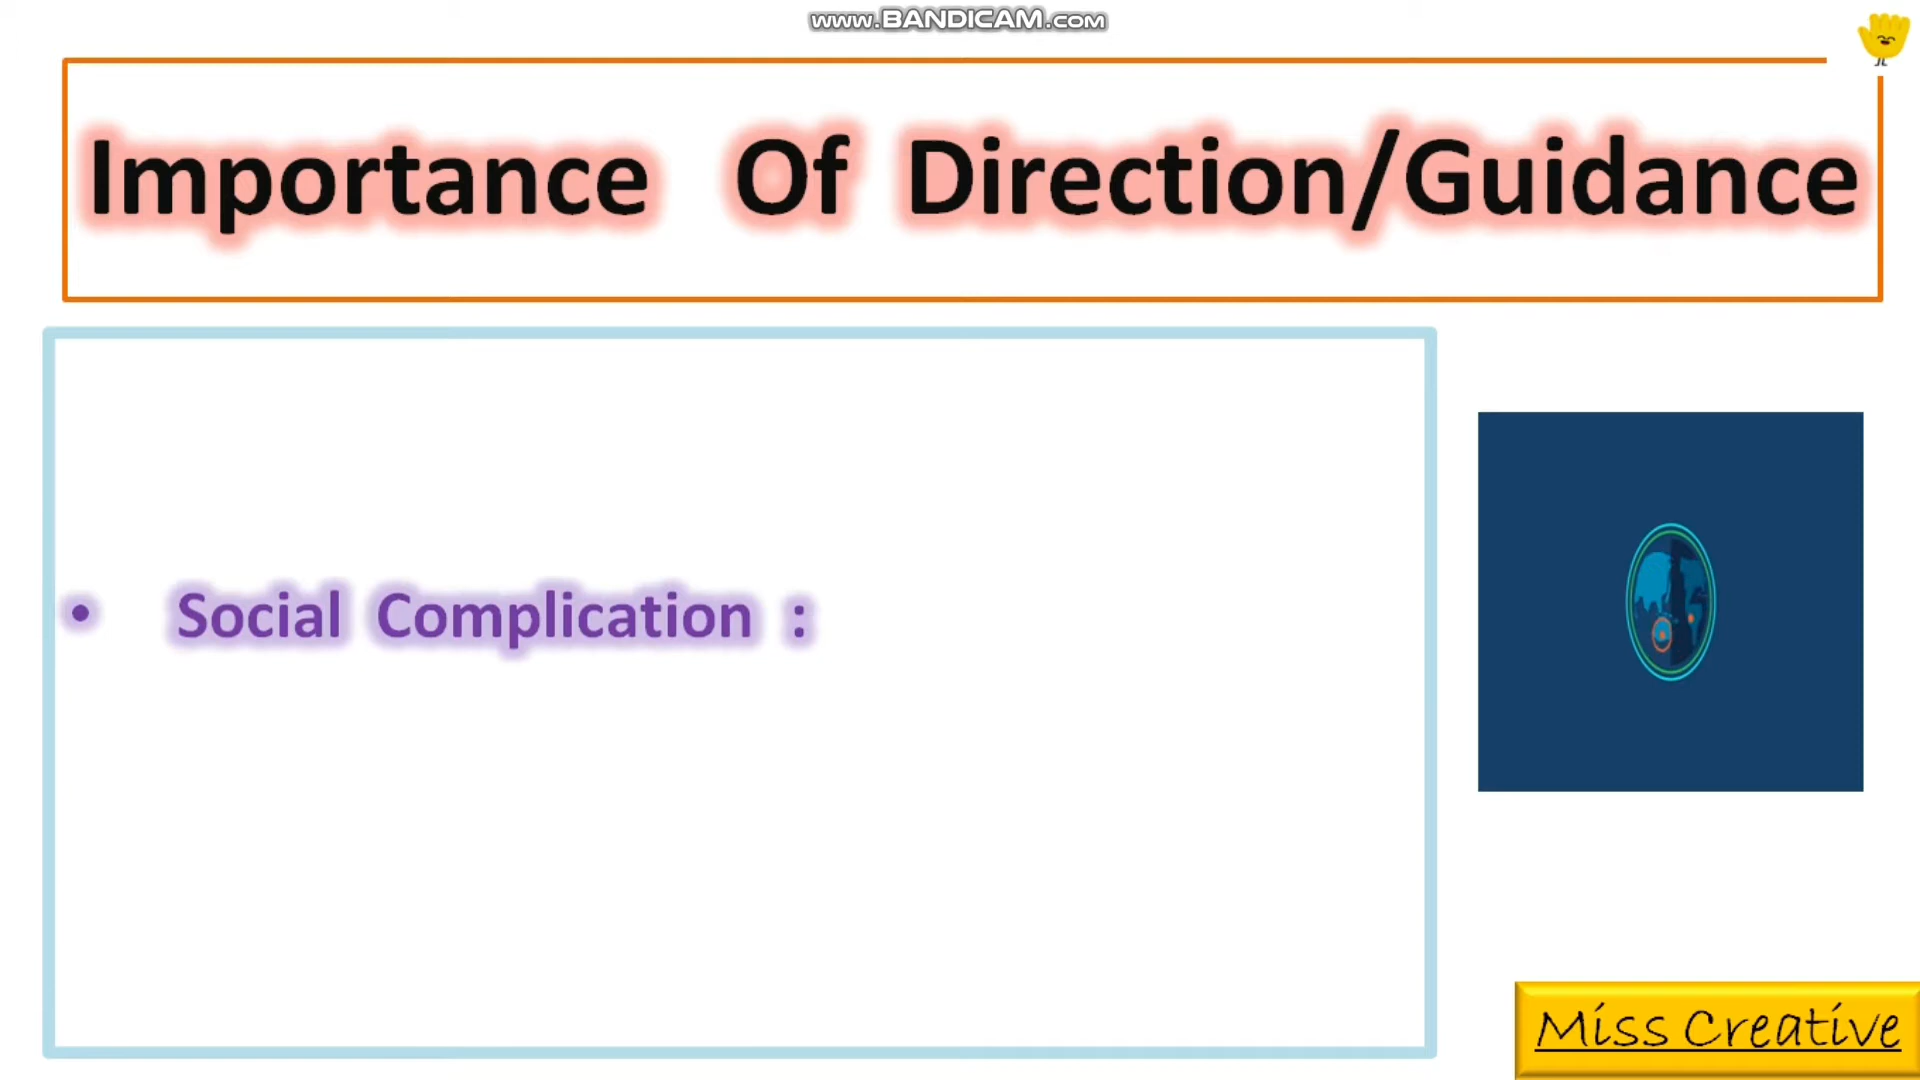 www.BANDICAM.com
Importance Of Direction/Guidance
• Social Complication :
Miss Creative